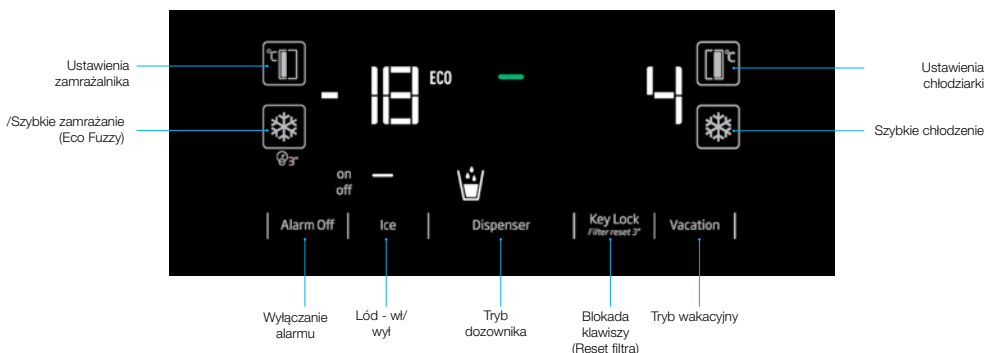 Ustawienia
zamrażalnika
/Szybkie zamrażanie
(Eco Fuzzy)
°C
- 18 ECO
4
°C
3"
on
off
Alarm Off
Ice
Dispenser
Key Lock
Filter reset 3"
Vacation
Ustawienia
chłodziarki
Szybkie chłodzenie
Wyłączanie
alarmu
Lód - wł/
wył
Tryb
dozownika
Blokada
klawiszy
(Reset filtra)
Tryb wakacyjny